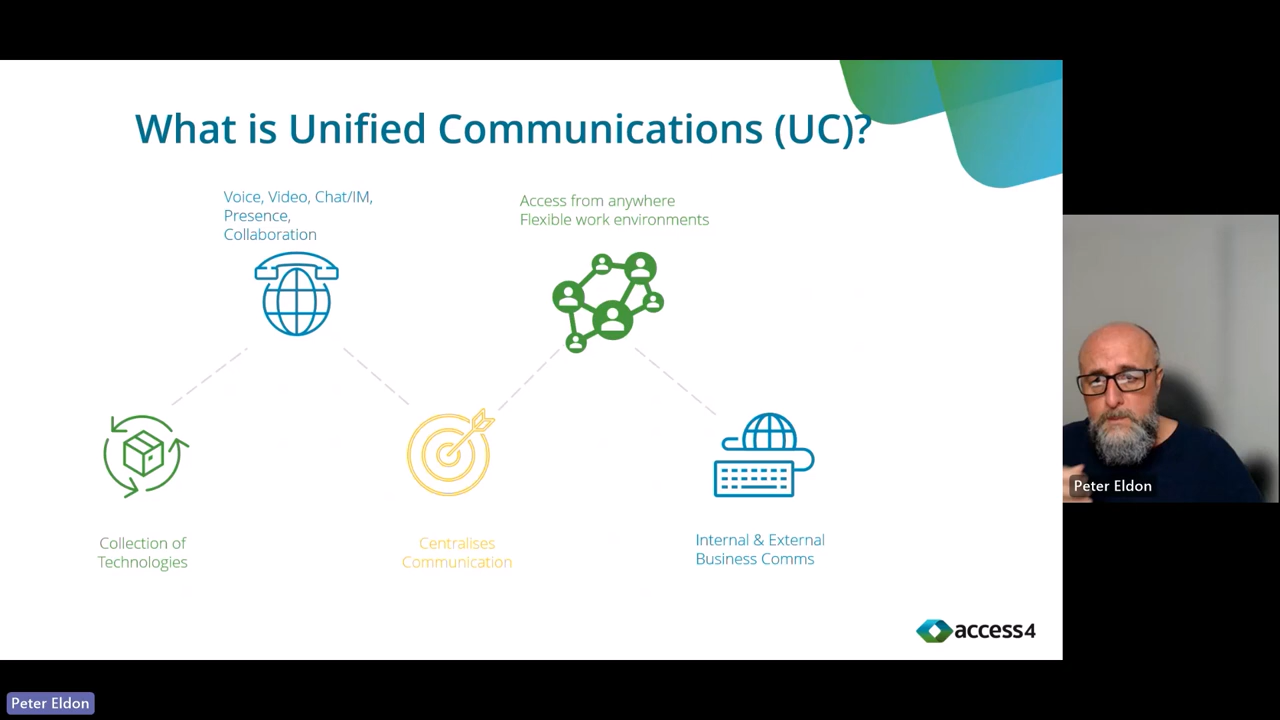 What is Unified Communications (UC)?
Voice, Video, Chat/IM,
Presence,
Collaboration
Access from anywhere
Flexible work environments
Collection of
Technologies
Centralises
Communication
Internal & External
Business Comms
access4
Peter Eldon
Peter Eldon